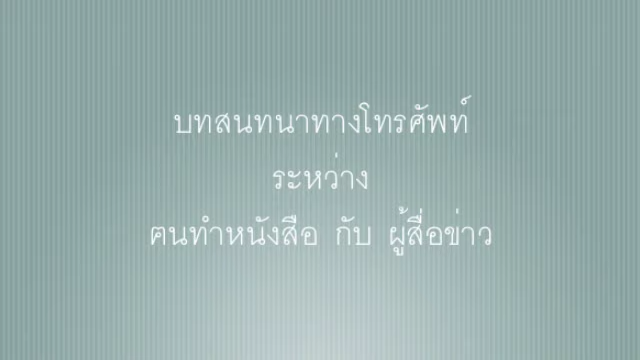 บทสนทนาทางโทรศัพท์
ระหว่าง
ฅนทำหนังสือ กับ ผู้สื่อข่าว